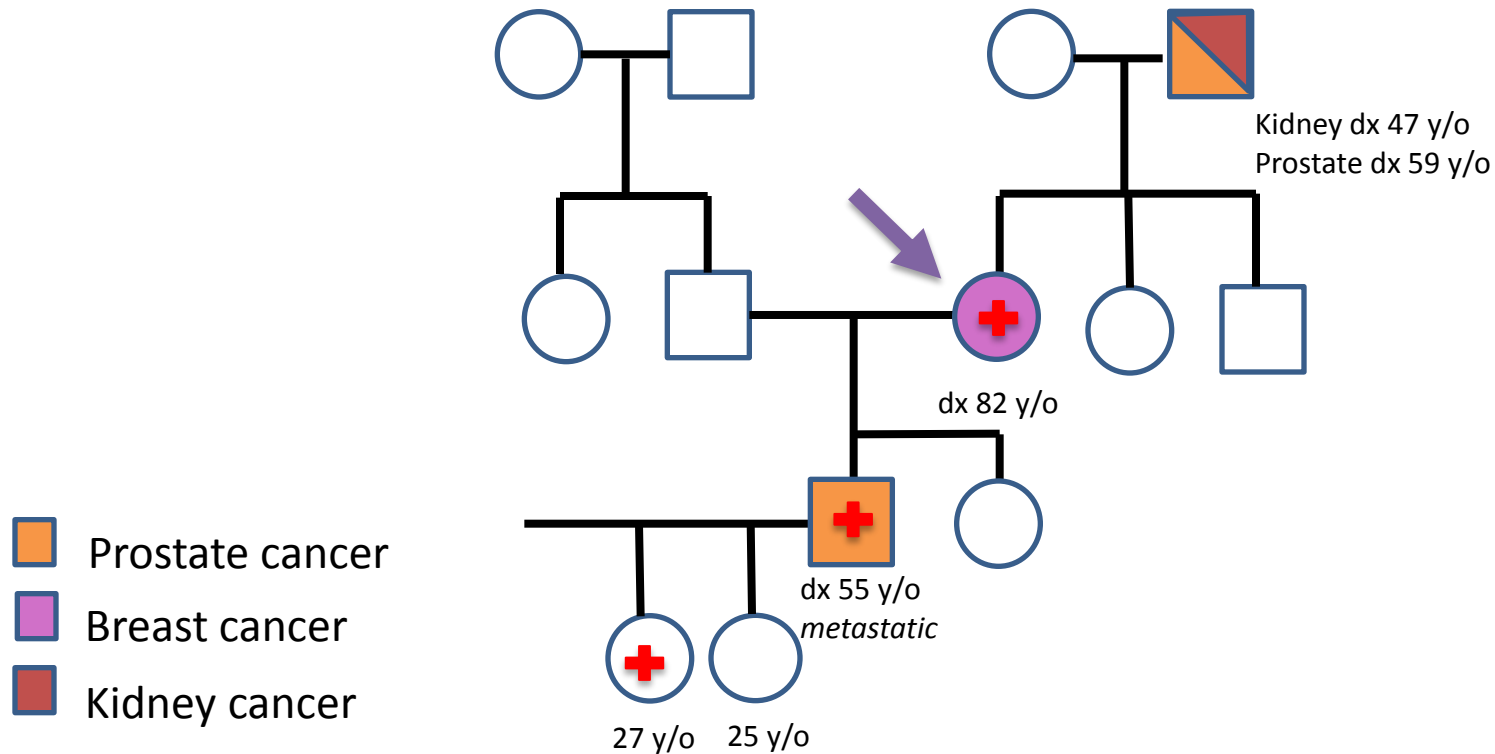 Kidney dx 47 y/o
Prostate dx 59 y/o
dx 82 y/o
Prostate cancer
Breast cancer
Kidney cancer
dx 55 y/o
metastatic
27 y/o
25 y/o